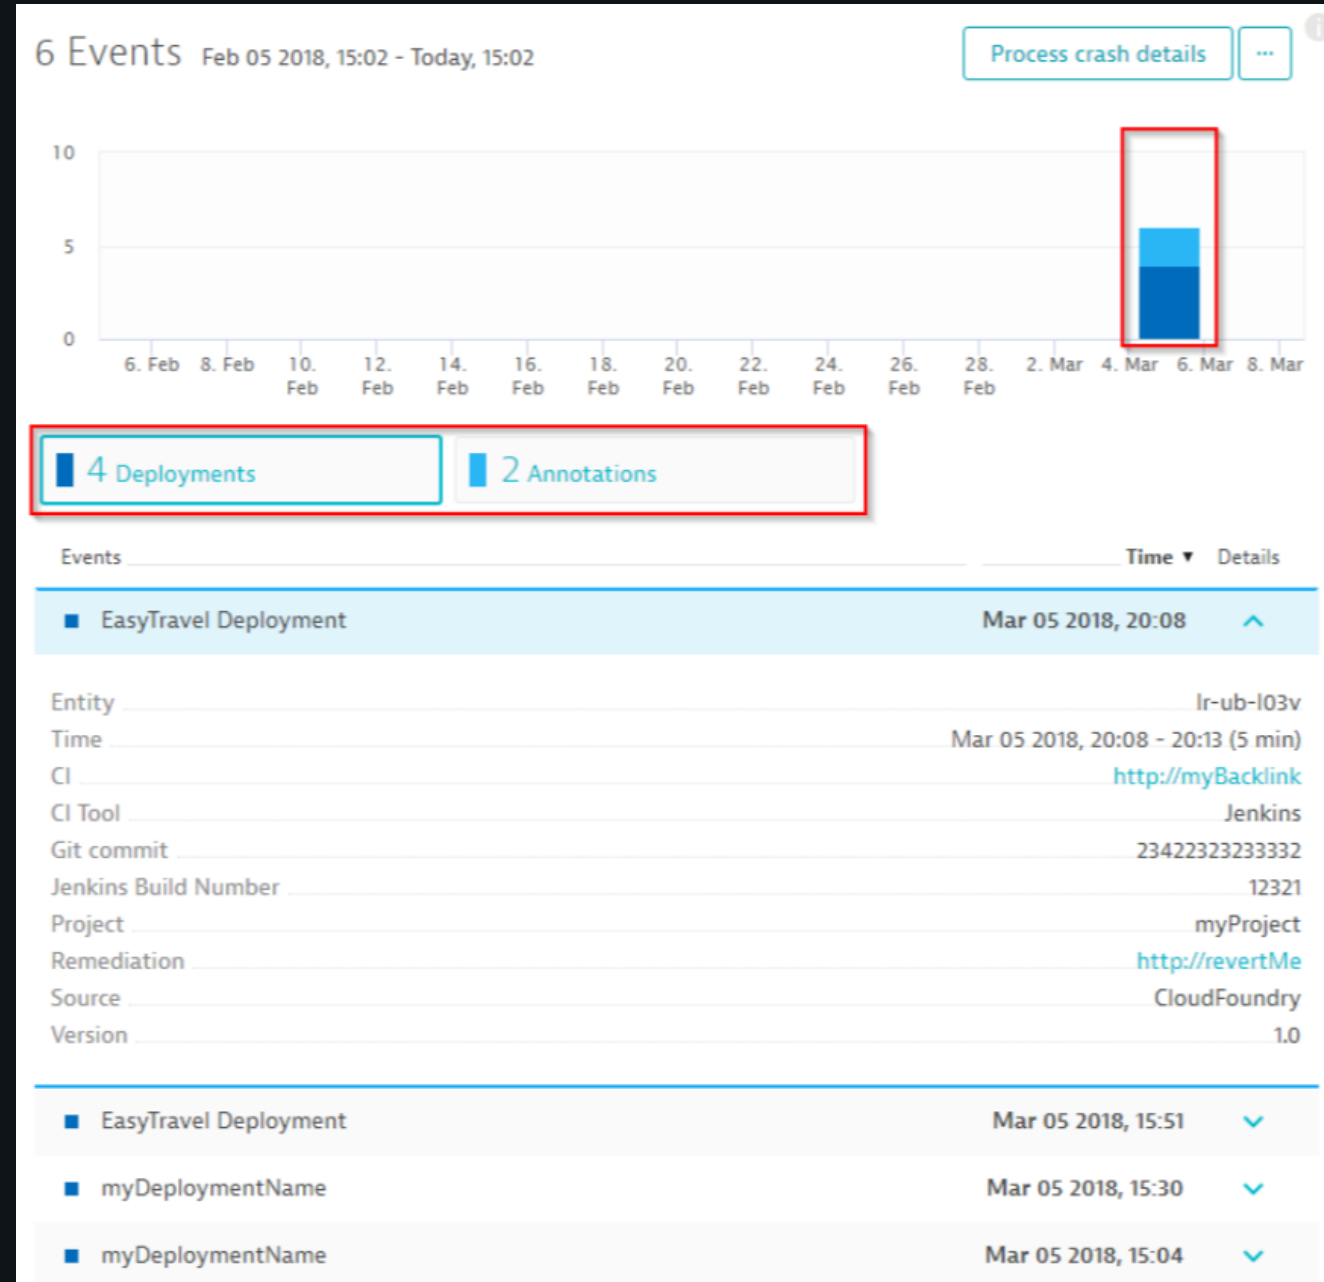 6 Events Feb 05 2018, 15:02 - Today, 15:02
Process crash details ...
10
5
0
6. Feb 8. Feb 10. Feb 12. Feb 14. Feb 16. Feb 18. Feb 20. Feb 22. Feb 24. Feb 26. Feb 28. Feb 2. Mar 4. Mar 6. Mar 8. Mar
4 Deployments 2 Annotations
Events Time ▼ Details
EasyTravel Deployment Mar 05 2018, 20:08
Entity lr-ub-l03v
Time Mar 05 2018, 20:08 - 20:13 (5 min)
CI http://myBacklink
CI Tool Jenkins
Git commit 23422323233332
Jenkins Build Number 12321
Project myProject
Remediation http://revertMe
Source CloudFoundry
Version 1.0
EasyTravel Deployment Mar 05 2018, 15:51
myDeploymentName Mar 05 2018, 15:30
myDeploymentName Mar 05 2018, 15:04